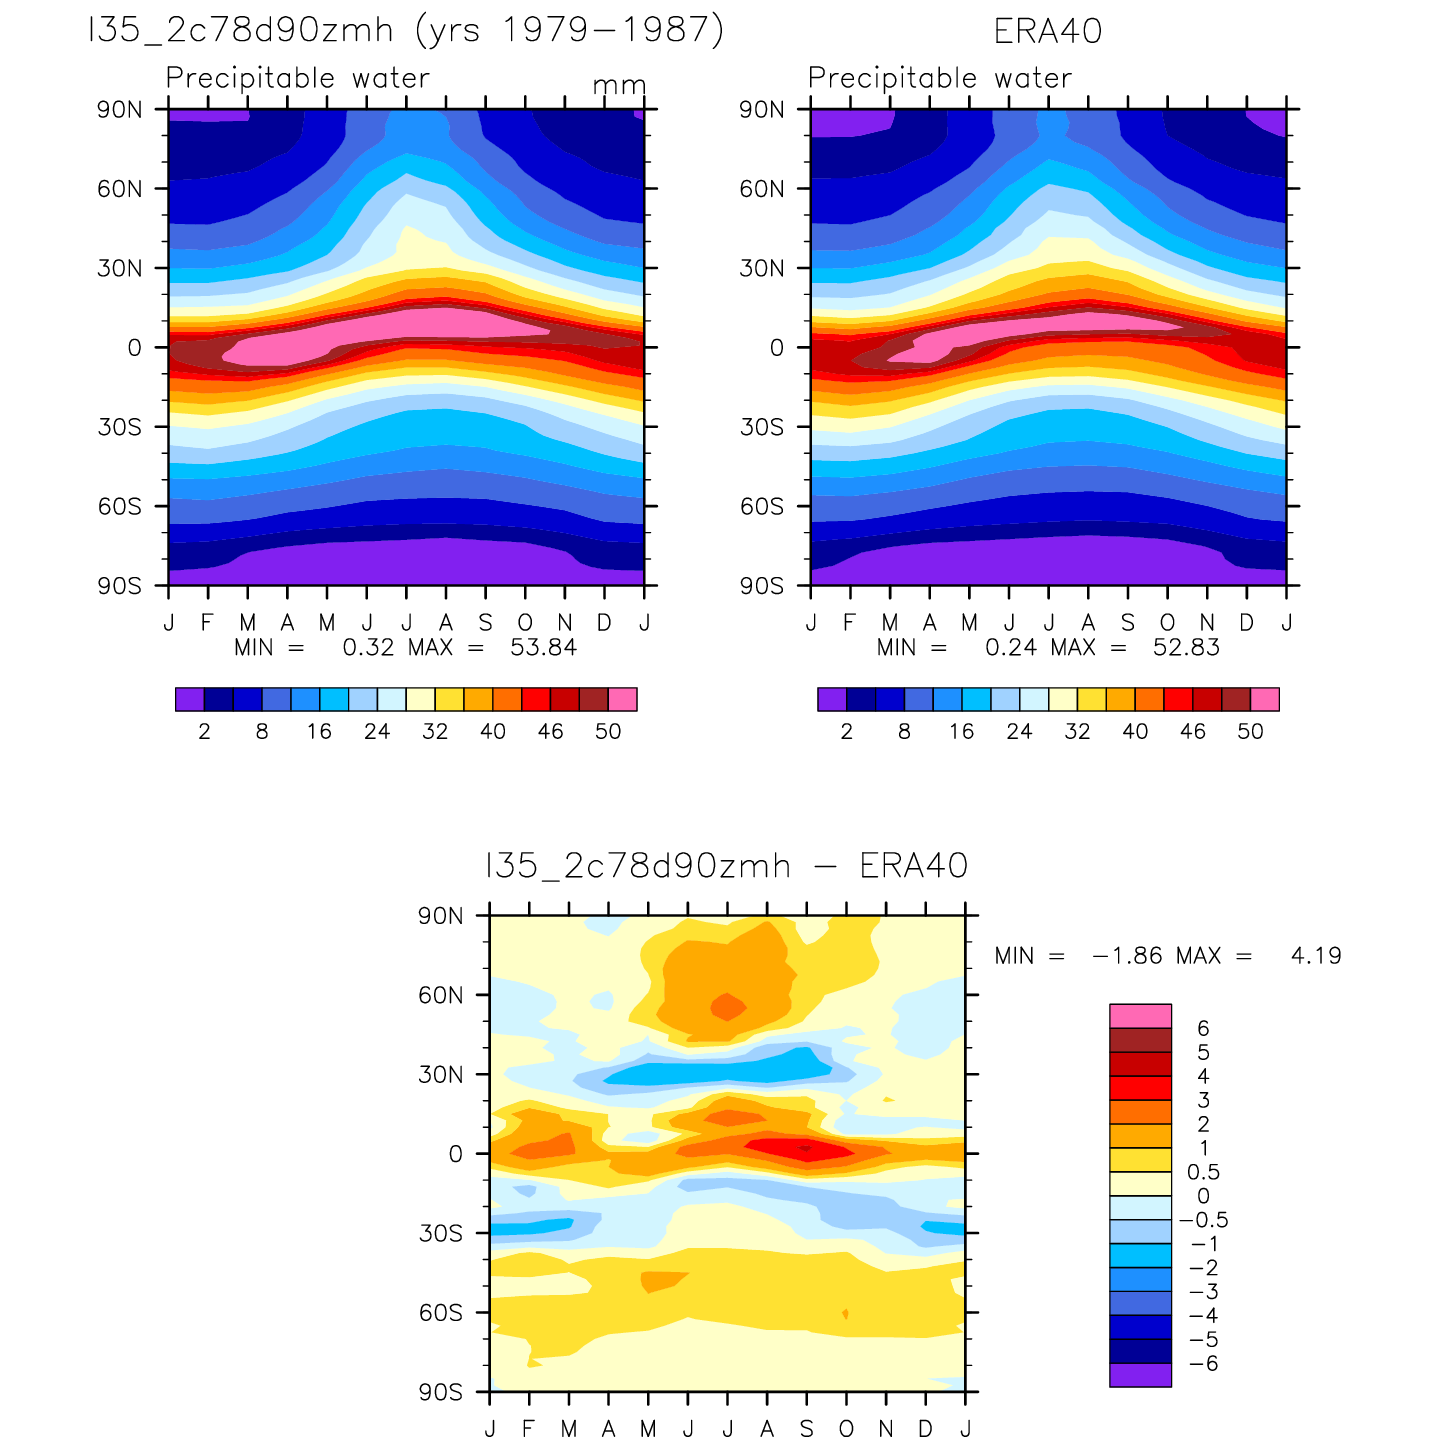 I35_2c78d90zmh (yrs 1979−1987)
ERA40
Precipitable water
mm
Precipitable water
90N
60N
30N
0
30S
60S
90S
J F M A M J J A S O N D J
MIN = 0.32 MAX = 53.84
2 8 16 24 32 40 46 50
90N
60N
30N
0
30S
60S
90S
J F M A M J J A S O N D J
MIN = 0.24 MAX = 52.83
2 8 16 24 32 40 46 50
I35_2c78d90zmh − ERA40
90N
60N
30N
0
30S
60S
90S
J F M A M J J A S O N D J
MIN = −1.86 MAX = 4.19
6
5
4
3
2
1
0.5
0
−0.5
−1
−2
−3
−4
−5
−6